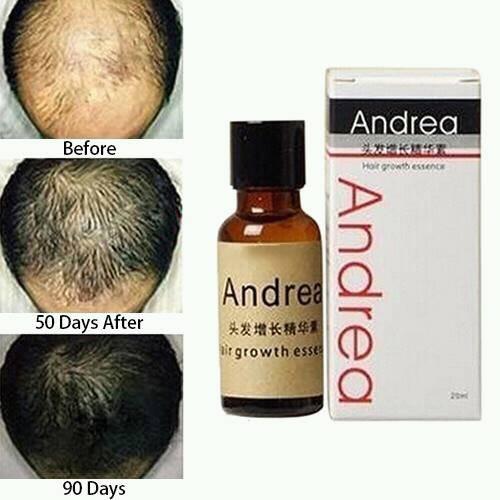 Before
50 Days After
90 Days
Andrea
头发增长精华素
air growth essen
Andrea
头发增长精华素
Hair growth essence
Andrea
20ml